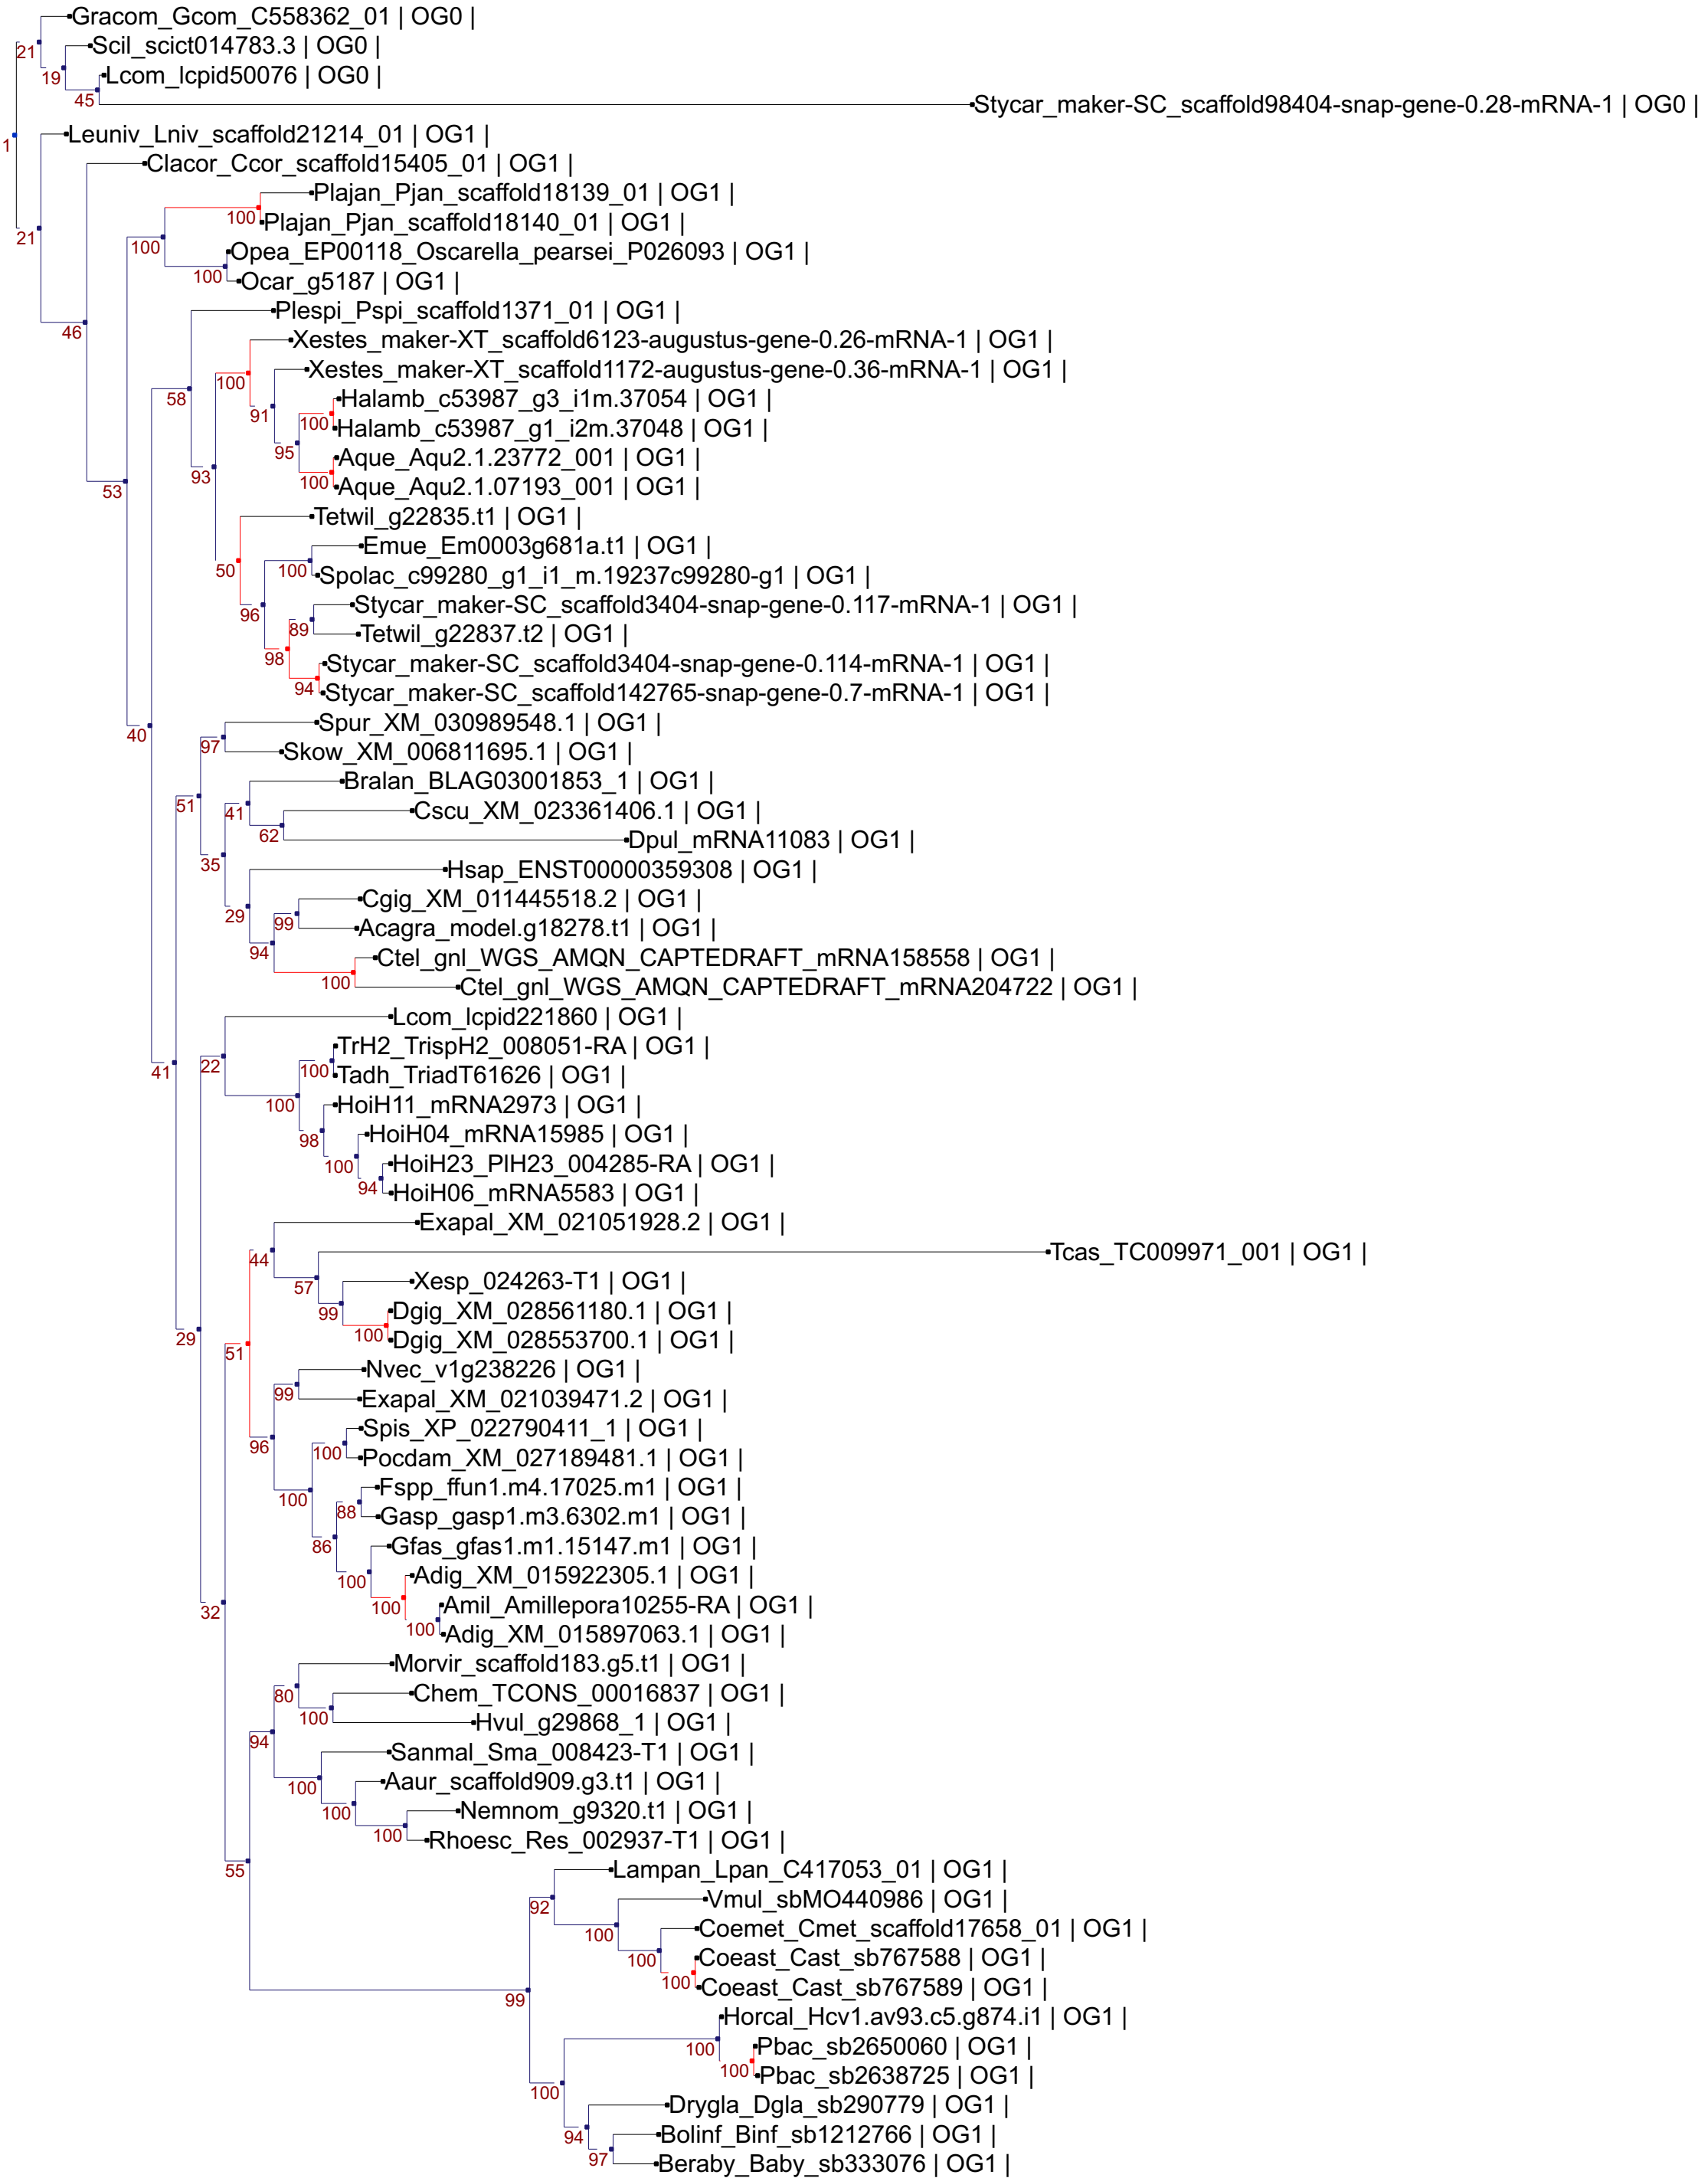 Gracom_Gcom_C558362_01 | OG0 |
21
Scil_scict014783.3 | OG0 |
19
Lcom_lcpid50076 | OG0 |
45
Stycar_maker-SC_scaffold98404-snap-gene-0.28-mRNA-1 | OG0 |
1
Leuniv_Lniv_scaffold21214_01 | OG1 |
Clacor_Ccor_scaffold15405_01 | OG1 |
Plajan_Pjan_scaffold18139_01 | OG1 |
100
Plajan_Pjan_scaffold18140_01 | OG1 |
21
100
Opea_EP00118_Oscarella_pearsei_P026093 | OG1 |
100
Ocar_g5187 | OG1 |
Plespi_Pspi_scaffold1371_01 | OG1 |
46
Xestes_maker-XT_scaffold6123-augustus-gene-0.26-mRNA-1 | OG1 |
Xestes_maker-XT_scaffold1172-augustus-gene-0.36-mRNA-1 | OG1 |
100
58
Halamb_c53987_g3_i1m.37054 | OG1 |
91
100
Halamb_c53987_g1_i2m.37048 | OG1 |
95
Aque_Aqu2.1.23772_001 | OG1 |
93
100
Aque_Aqu2.1.07193_001 | OG1 |
53
Tetwil_g22835.t1 | OG1 |
Emue_Em0003g681a.t1 | OG1 |
50
100
Spolac_c99280_g1_i1_m.19237c99280-g1 | OG1 |
Stycar_maker-SC_scaffold3404-snap-gene-0.117-mRNA-1 | OG1 |
96
89
Tetwil_g22837.t2 | OG1 |
98
Stycar_maker-SC_scaffold3404-snap-gene-0.114-mRNA-1 | OG1 |
94
Stycar_maker-SC_scaffold142765-snap-gene-0.7-mRNA-1 | OG1 |
Spur_XM_030989548.1 | OG1 |
40
97
Skow_XM_006811695.1 | OG1 |
Bralan_BLAG03001853_1 | OG1 |
51
41
Cscu_XM_023361406.1 | OG1 |
62
Dpul_mRNA11083 | OG1 |
35
Hsap_ENST00000359308 | OG1 |
Cgig_XM_011445518.2 | OG1 |
29
99
Acagra_model.g18278.t1 | OG1 |
94
Ctel_gnl_WGS_AMQN_CAPTEDRAFT_mRNA158558 | OG1 |
100
Ctel_gnl_WGS_AMQN_CAPTEDRAFT_mRNA204722 | OG1 |
Lcom_lcpid221860 | OG1 |
TrH2_TrispH2_008051-RA | OG1 |
41
22
100
Tadh_TriadT61626 | OG1 |
100
HoiH11_mRNA2973 | OG1 |
98
HoiH04_mRNA15985 | OG1 |
100
HoiH23_PlH23_004285-RA | OG1 |
94
HoiH06_mRNA5583 | OG1 |
Exapal_XM_021051928.2 | OG1 |
44
Tcas_TC009971_001 | OG1 |
57
Xesp_024263-T1 | OG1 |
99
Dgig_XM_028561180.1 | OG1 |
100
29
Dgig_XM_028553700.1 | OG1 |
51
Nvec_v1g238226 | OG1 |
99
Exapal_XM_021039471.2 | OG1 |
Spis_XP_022790411_1 | OG1 |
96
100
Pocdam_XM_027189481.1 | OG1 |
Fspp_ffun1.m4.17025.m1 | OG1 |
100
88
Gasp_gasp1.m3.6302.m1 | OG1 |
86
Gfas_gfas1.m1.15147.m1 | OG1 |
100
Adig_XM_015922305.1 | OG1 |
100
Amil_Amillepora10255-RA | OG1 |
32
100
Adig_XM_015897063.1 | OG1 |
Morvir_scaffold183.g5.t1 | OG1 |
80
Chem_TCONS_00016837 | OG1 |
100
Hvul_g29868_1 | OG1 |
94
Sanmal_Sma_008423-T1 | OG1 |
100
Aaur_scaffold909.g3.t1 | OG1 |
100
Nemnom_g9320.t1 | OG1 |
100
Rhoesc_Res_002937-T1 | OG1 |
55
Lampan_Lpan_C417053_01 | OG1 |
Vmul_sbMO440986 | OG1 |
92
Coemet_Cmet_scaffold17658_01 | OG1 |
100
100
Coeast_Cast_sb767588 | OG1 |
100
Coeast_Cast_sb767589 | OG1 |
99
Horcal_Hcv1.av93.c5.g874.i1 | OG1 |
100
Pbac_sb2650060 | OG1 |
100
Pbac_sb2638725 | OG1 |
100
Drygla_Dgla_sb290779 | OG1 |
94
Bolinf_Binf_sb1212766 | OG1 |
97
Beraby_Baby_sb333076 | OG1 |